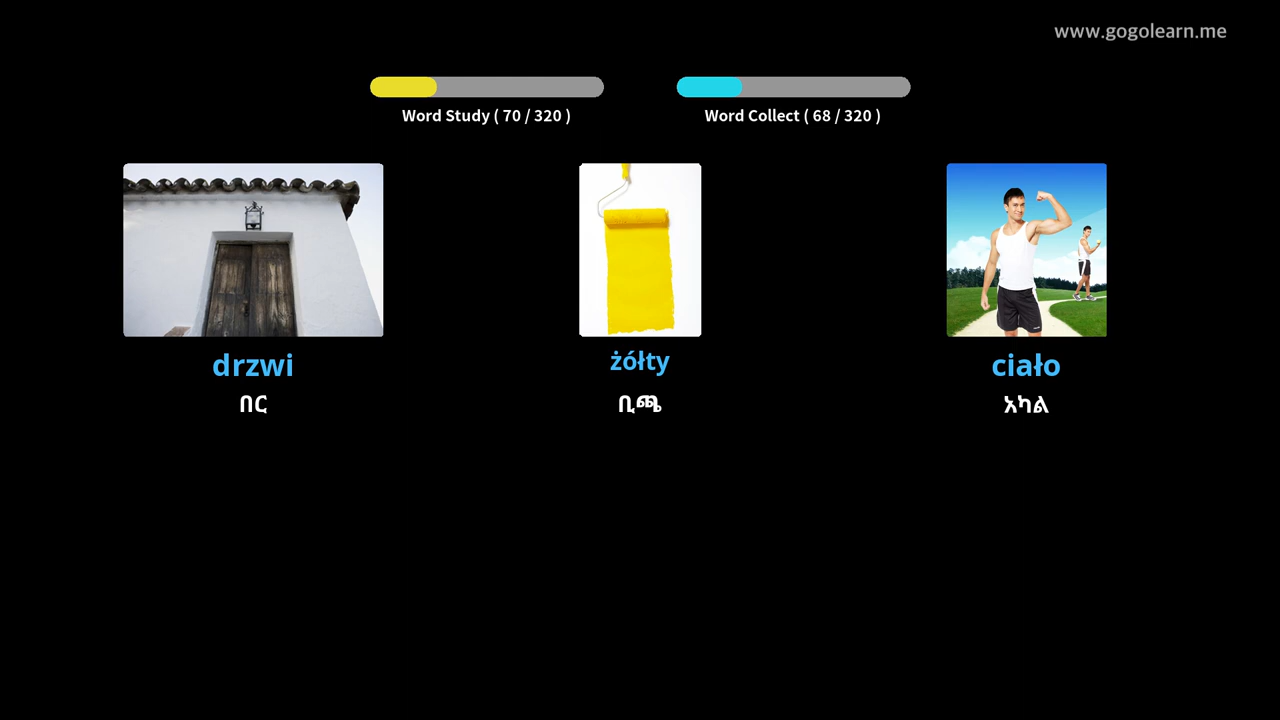 www.gogolearn.me
Word Study ( 70 / 320 )
Word Collect ( 68 / 320 )
drzwi
żółty
ciało
በር
ቢጫ
አካል